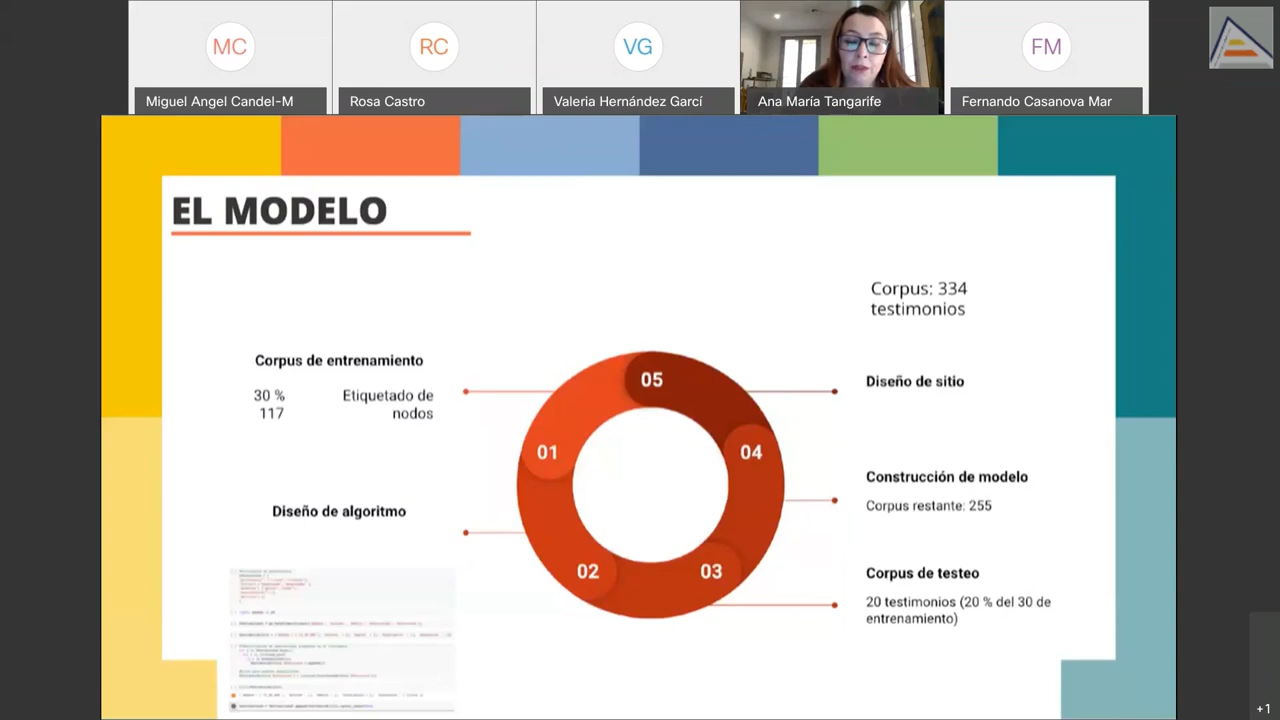 MC
RC
VG
FM
Miguel Angel Candel-M
Rosa Castro
Valeria Hernández Garcí
Ana María Tangarife
Fernando Casanova Mar
EL MODELO
Corpus: 334
testimonios
Corpus de entrenamiento
30 %
117
Etiquetado de
nodos
Diseño de algoritmo
01
02
03
04
05
Diseño de sitio
Construcción de modelo
Corpus restante: 255
Corpus de testeo
20 testimonios (20 % del 30 de
entrenamiento)
+1